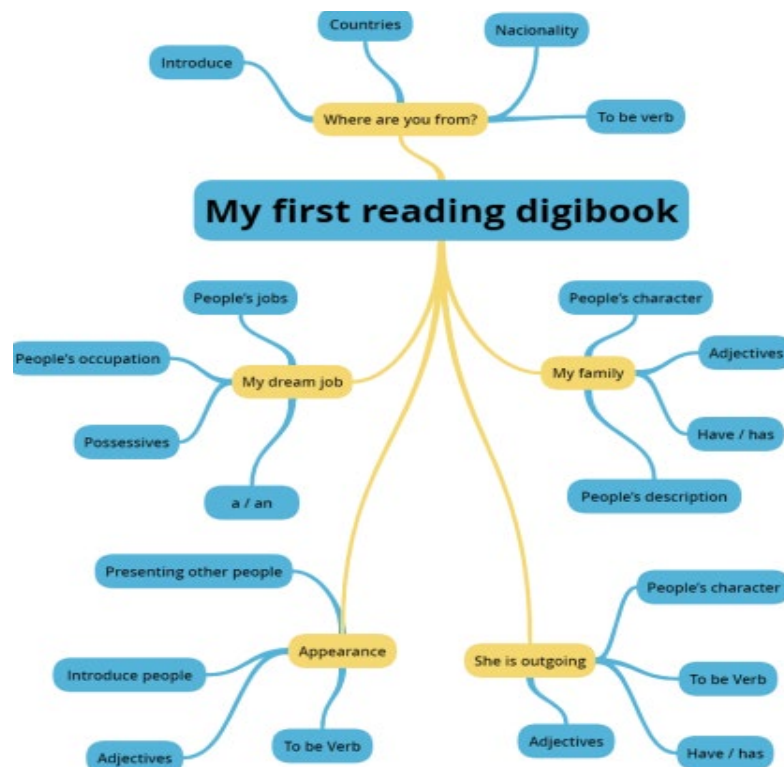 Countries
Nacionality
Introduce
To be verb
Where are you from?
My first reading digibook
People's jobs
People's occupation
My dream job
Possessives
a / an
People's character
Adjectives
My family
Have / has
People's description
Presenting other people
Appearance
Introduce people
To be Verb
Adjectives
People's character
She is outgoing
To be Verb
Adjectives
Have / has